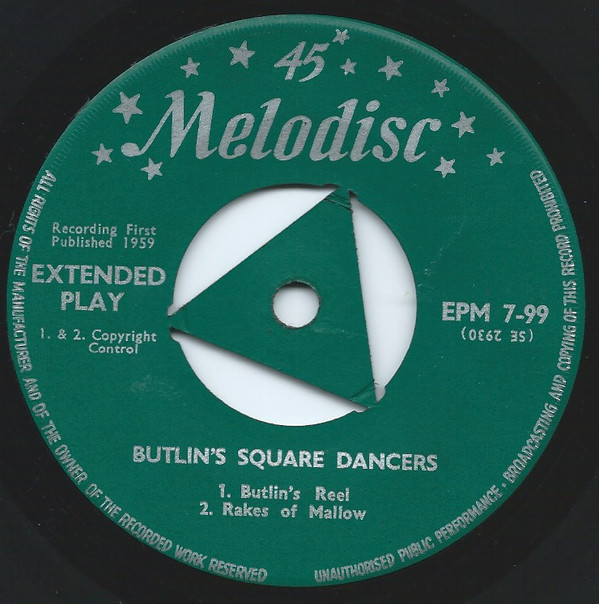 45
Melodisc
Recording First
Published 1959
EXTENDED
PLAY
1. & 2. Copyright
Control
EPM 7-99
(SE 2930)
BUTLIN'S SQUARE DANCERS
1. Butlin's Reel
2. Rakes of Mallow
ALL RIGHTS OF THE MANUFACTURER AND OF THE OWNER OF THE RECORDED WORK RESERVED
UNAUTHORISED PUBLIC PERFORMANCE · BROADCASTING AND COPYING OF THIS RECORD PROHIBITED